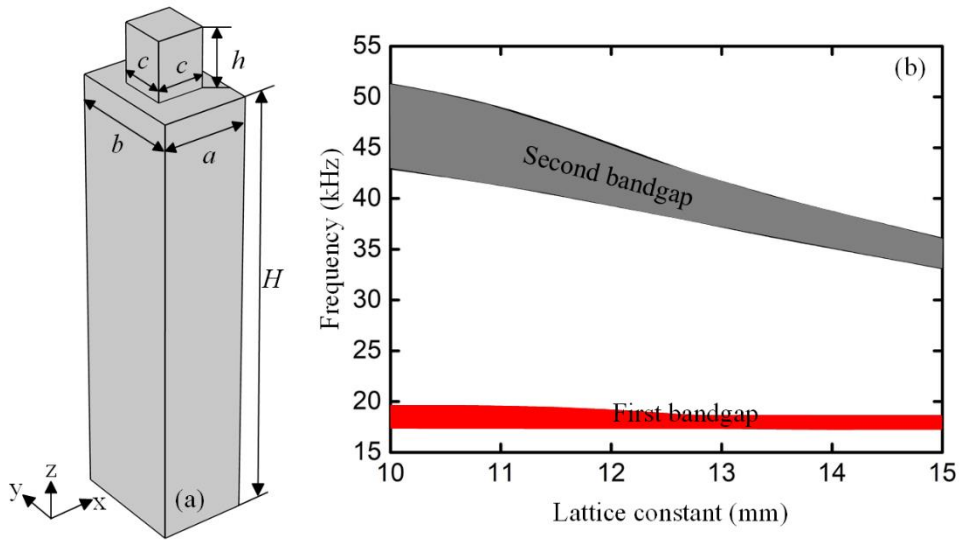 c
c
h
b
a
H
z
y
x
(a)
(b)
55
50
45
40
35
30
25
20
15
Frequency (kHz)
Second bandgap
First bandgap
10
11
12
13
14
15
Lattice constant (mm)